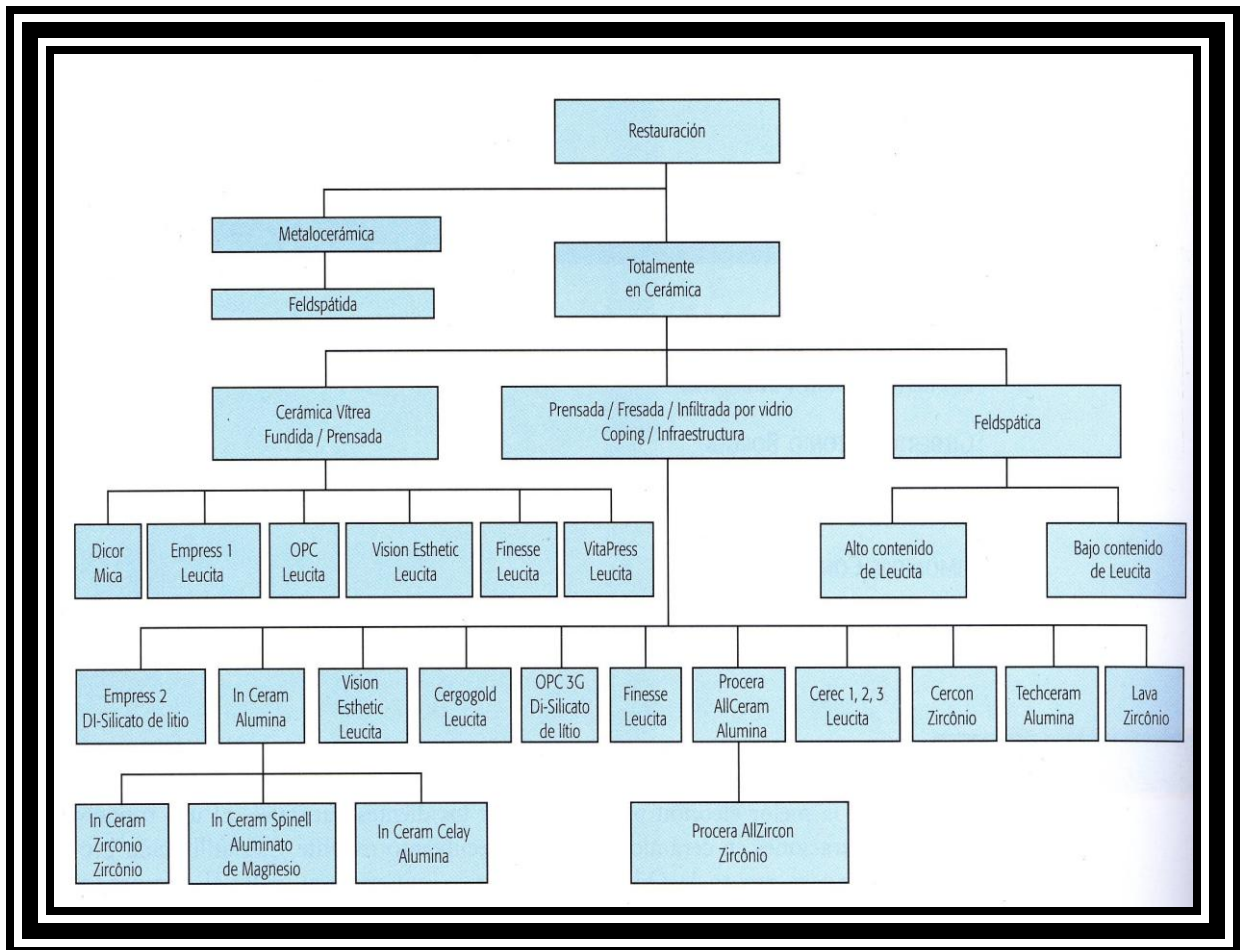 Restauración
Metalocerámica
Feldspátida
Totalmente
en Cerámica
Cerámica Vítrea
Fundida / Prensada
Prensada / Fresada / Infiltrada por vidrio
Coping / Infraestructura
Feldspática
Dicor
Mica
Empress 1
Leucita
OPC
Leucita
Vision Esthetic
Leucita
Finesse
Leucita
VitaPress
Leucita
Alto contenido
de Leucita
Bajo contenido
de Leucita
Empress 2
DI-Silicato de litio
In Ceram
Alumina
Vision
Esthetic
Leucita
Cergogold
Leucita
OPC 3G
Di-Silicato
de lítio
Finesse
Leucita
Procera
AllCeram
Alumina
Cerec 1, 2, 3
Leucita
Cercon
Zircônio
Techceram
Alumina
Lava
Zircônio
In Ceram
Zirconio
Zircônio
In Ceram Spinell
Aluminato
de Magnesio
In Ceram Celay
Alumina
Procera AllZircon
Zircônio